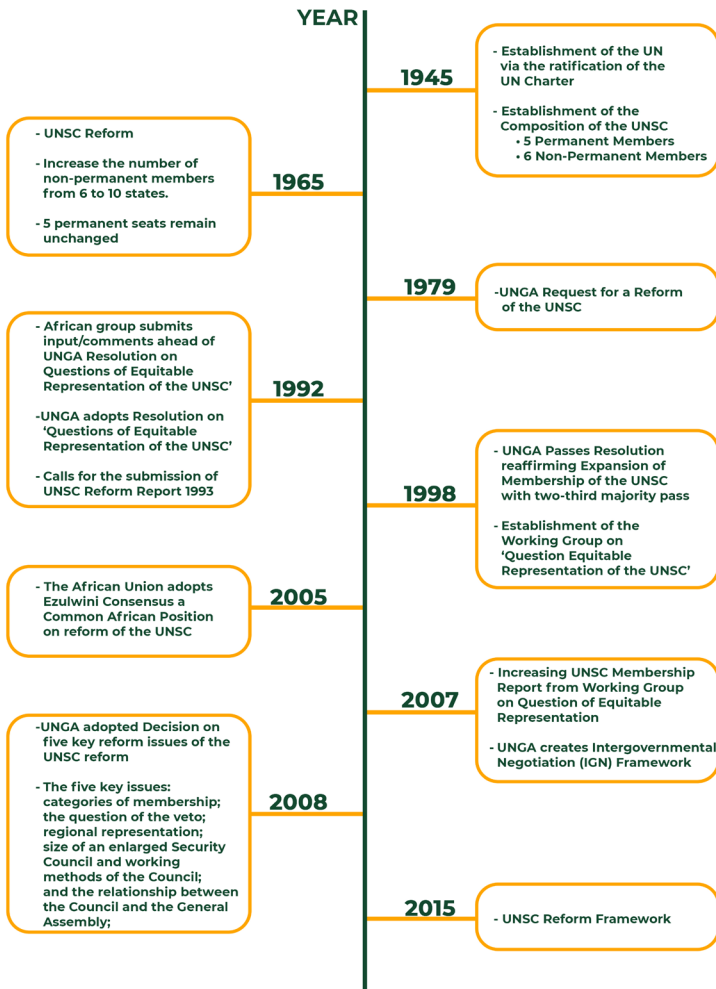 YEAR
1945
- Establishment of the UN
via the ratification of the
UN Charter
- Establishment of the
Composition of the UNSC
• 5 Permanent Members
• 6 Non-Permanent Members
1965
- UNSC Reform
- Increase the number of
non-permanent members
from 6 to 10 states.
- 5 permanent seats remain
unchanged
1979
-UNGA Request for a Reform
of the UNSC
1992
- African group submits
input/comments ahead of
UNGA Resolution on
Questions of Equitable
Representation of the UNSC’
-UNGA adopts Resolution on
‘Questions of Equitable
Representation of the UNSC’
- Calls for the submission of
UNSC Reform Report 1993
1998
- UNGA Passes Resolution
reaffirming Expansion of
Membership of the UNSC
with two-third majority pass
- Establishment of the
Working Group on
‘Question Equitable
Representation of the UNSC’
2005
- The African Union adopts
Ezulwini Consensus a
Common African Position
on reform of the UNSC
2007
- Increasing UNSC Membership
Report from Working Group
on Question of Equitable
Representation
- UNGA creates Intergovernmental
Negotiation (IGN) Framework
2008
-UNGA adopted Decision on
five key reform issues of the
UNSC reform
- The five key issues:
categories of membership;
the question of the veto;
regional representation;
size of an enlarged Security
Council and working
methods of the Council;
and the relationship between
the Council and the General
Assembly;
2015
- UNSC Reform Framework